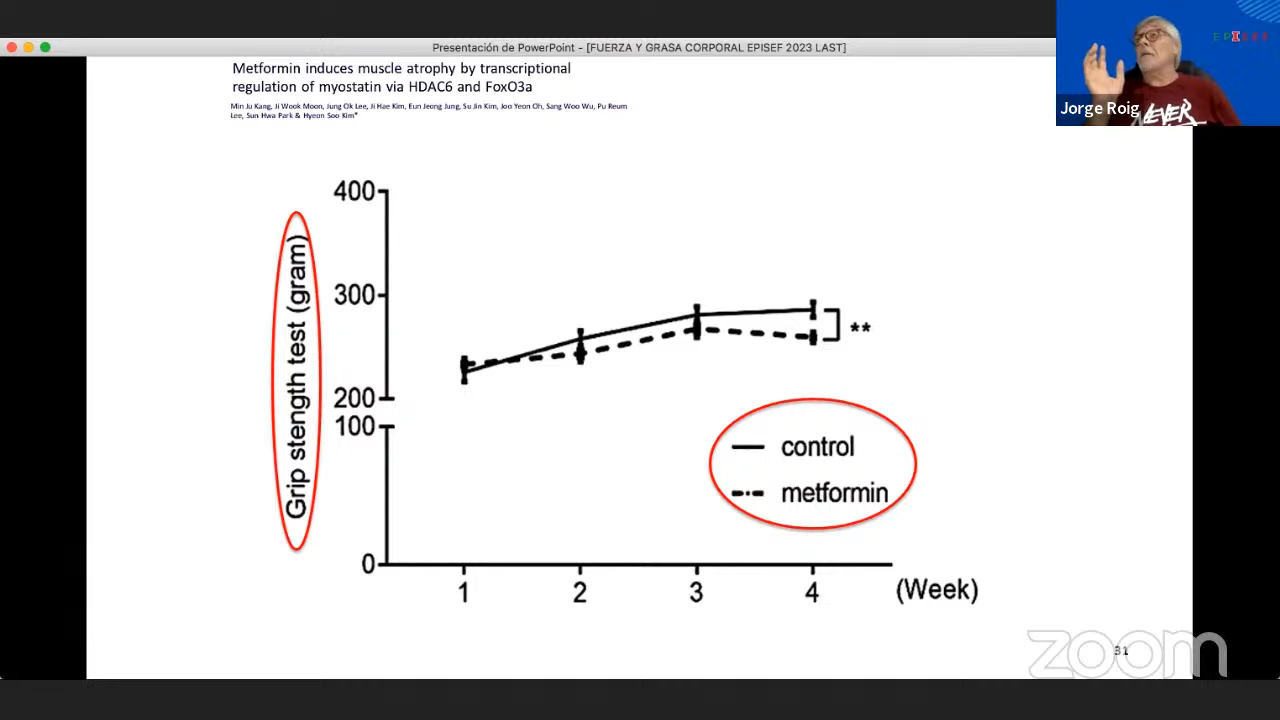 Presentación de PowerPoint - [FUERZA Y GRASA CORPORAL EPISEF 2023 LAST]
EPISEF
Jorge Roig
NEVER
Metformin induces muscle atrophy by transcriptional
regulation of myostatin via HDAC6 and FoxO3a
Min Ju Kang, Ji Wook Moon, Jung Ok Lee, Ji Hae Kim, Eun Jeong Jung, Su Jin Kim, Joo Yeon Oh, Sang Woo Wu, Pu Reum
Lee, Sun Hwa Park & Hyeon Soo Kim*
Grip stength test (gram)
400
300
200
100
0
**
control
metformin
1 2 3 4 (Week)
31
zoom